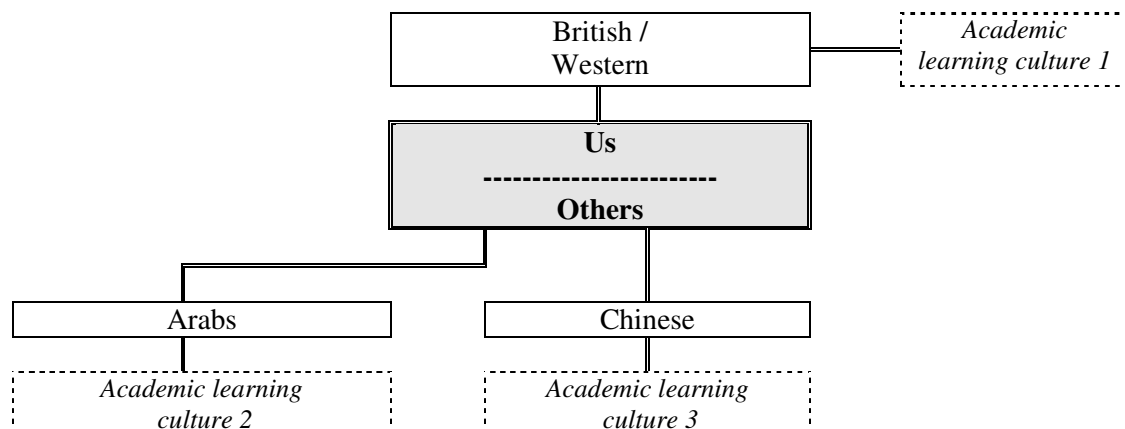 British /
Western
Academic
learning culture 1
Us
------------------------
Others
Arabs
Chinese
Academic learning
culture 2
Academic learning
culture 3